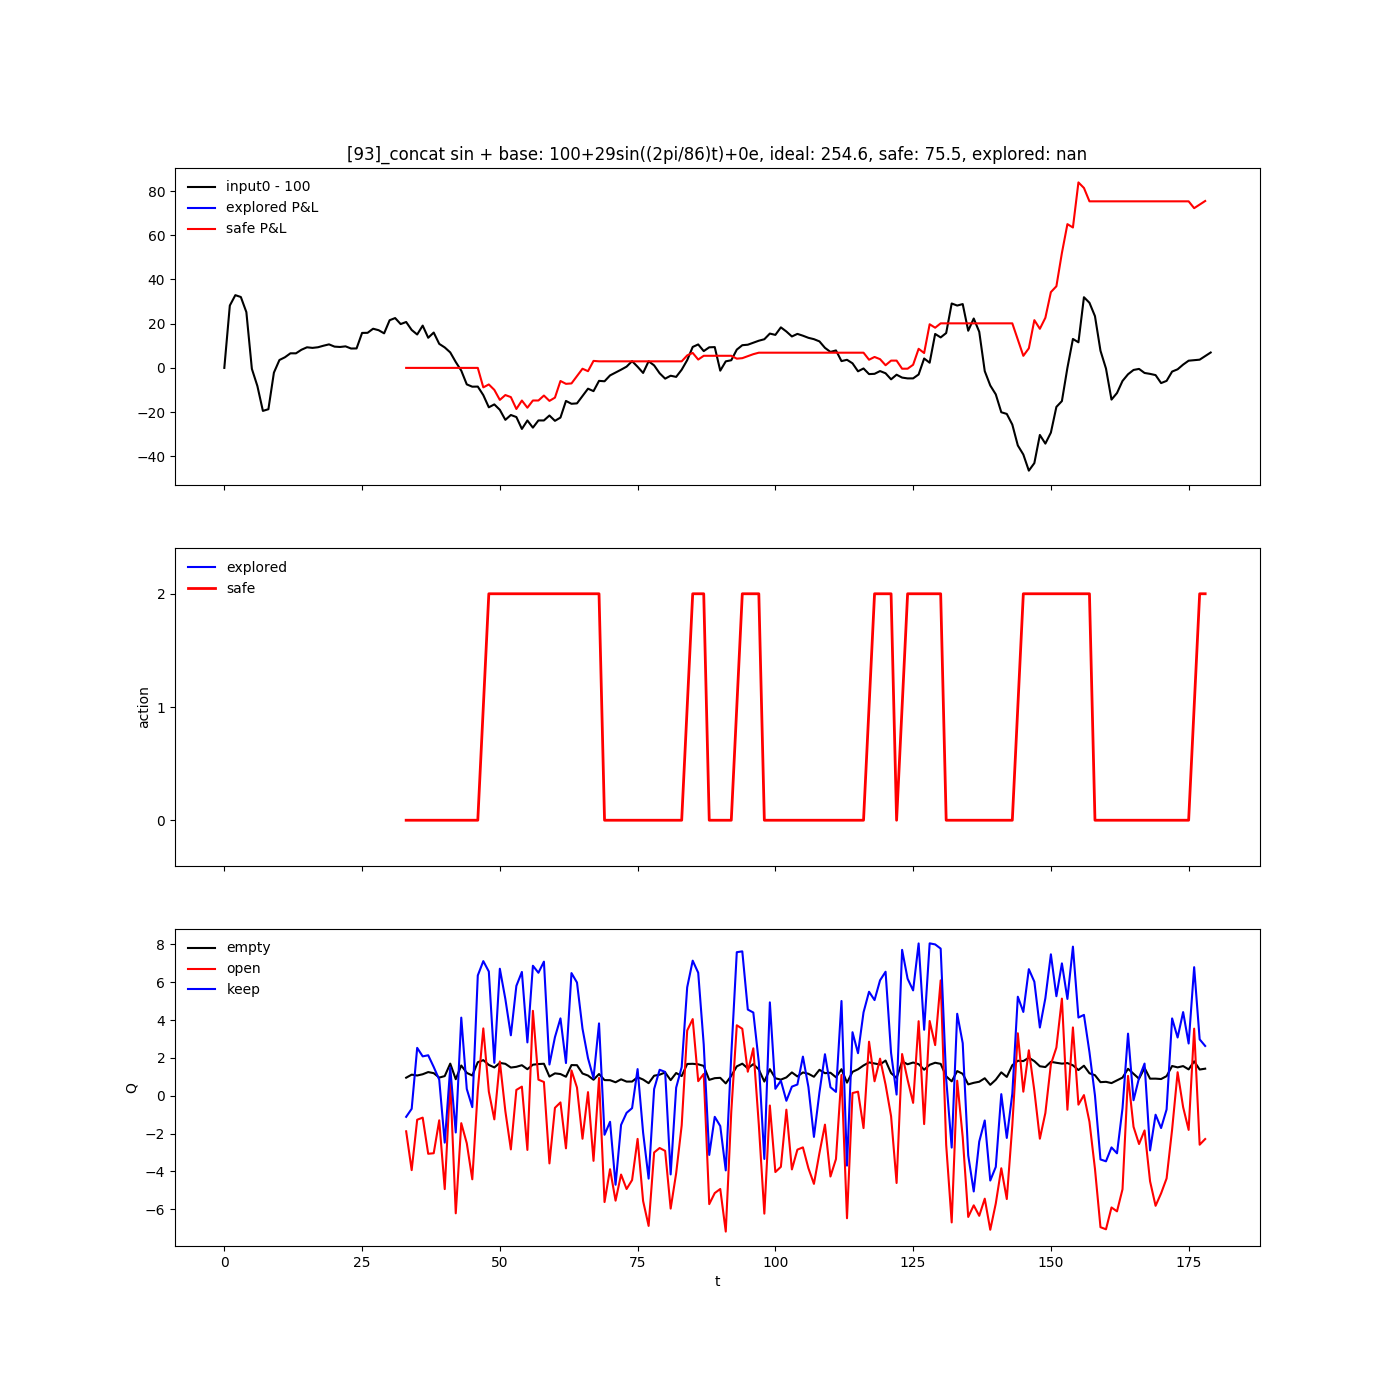 [93]_concat sin + base: 100+29sin((2pi/86)t)+0e, ideal: 254.6, safe: 75.5, explored: nan
input0 - 100
explored P&L
safe P&L
80
60
40
20
0
−20
−40
explored
safe
2
1
0
action
empty
open
keep
8
6
4
2
0
−2
−4
−6
Q
0 25 50 75 100 125 150 175
t